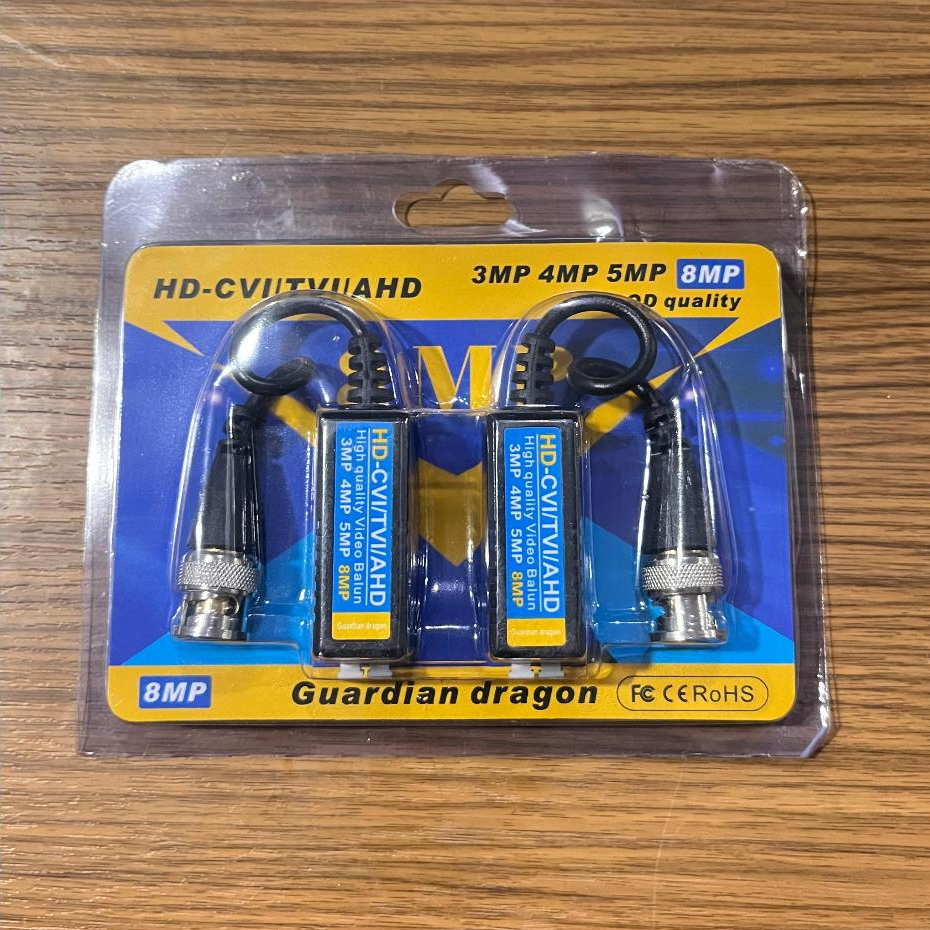 HD-CVI/TVI/AHD
3MP 4MP 5MP 8MP
quality
HD-CVI/TVI/AHD
High quality Video Balun
3MP 4MP 5MP 8MP
Guardian dragon
HD-CVI/TVI/AHD
High quality Video Balun
3MP 4MP 5MP 8MP
Guardian dragon
8MP
Guardian dragon
FC CE RoHS